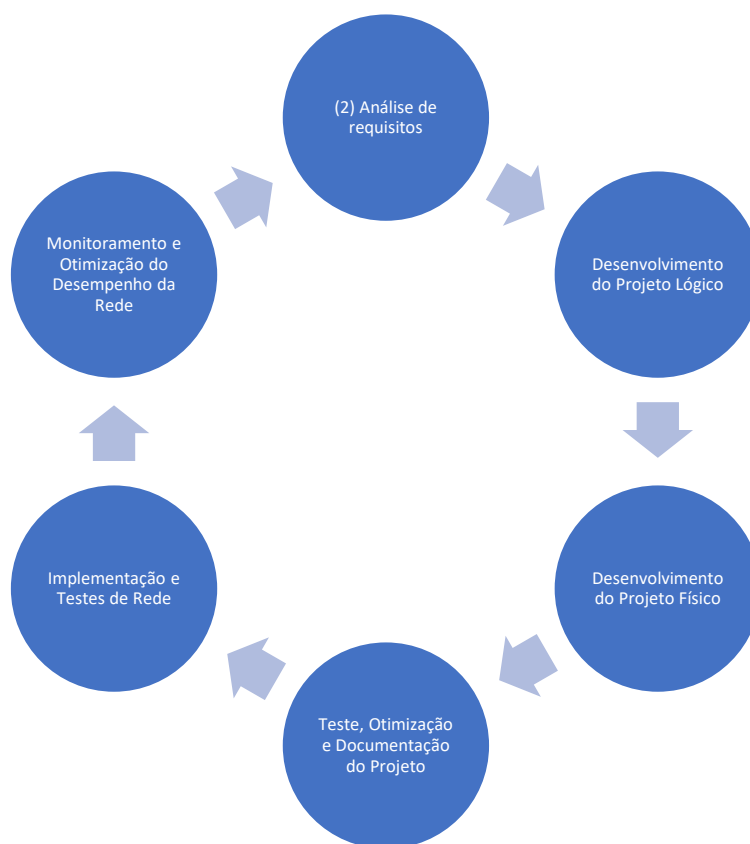 (2) Análise de
requisitos
Desenvolvimento
do Projeto Lógico
Desenvolvimento
do Projeto Físico
Teste, Otimização
e Documentação
do Projeto
Implementação e
Testes de Rede
Monitoramento e
Otimização do
Desempenho da
Rede